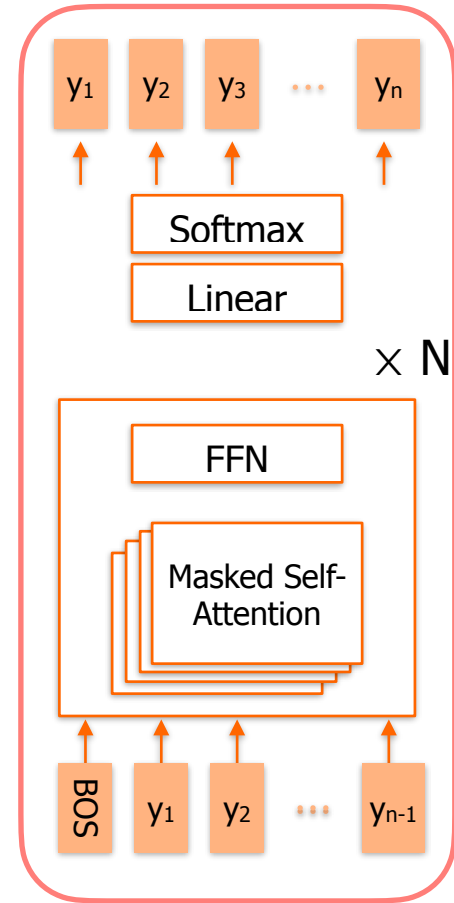 y1 y2 y3 ... yn
Softmax
Linear
× N
FFN
Masked Self-
Attention
BOS y1 y2 ... yn-1